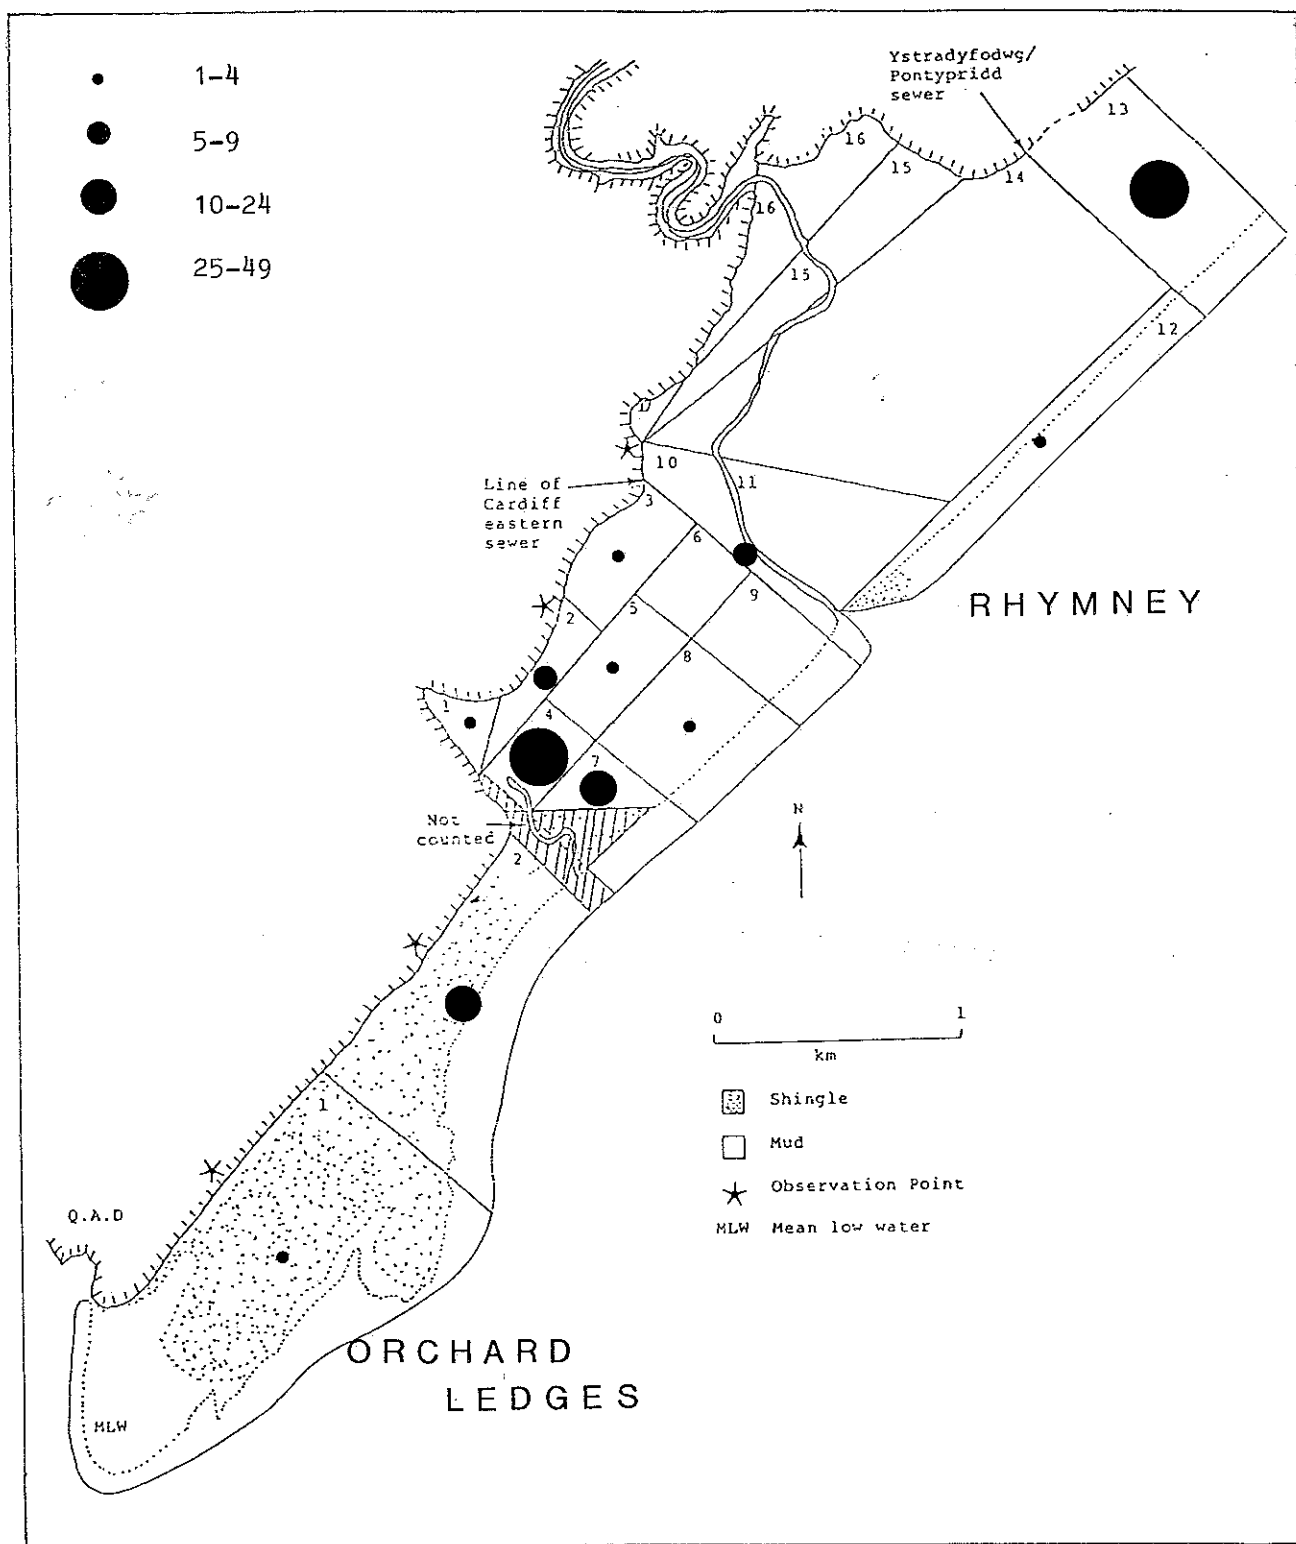 1-4
5-9
10-24
25-49
Ystradyfodwg/
Pontypridd
sewer
13
16
15
14
16
15
12
17
10
11
Line of
Cardiff
eastern
sewer
3
6
9
2
5
8
1
4
7
RHYMNEY
Not
counted
2
N
0 1
km
1
Shingle
Mud
Observation Point
MLW Mean low water
Q.A.D
ORCHARD
LEDGES
MLW